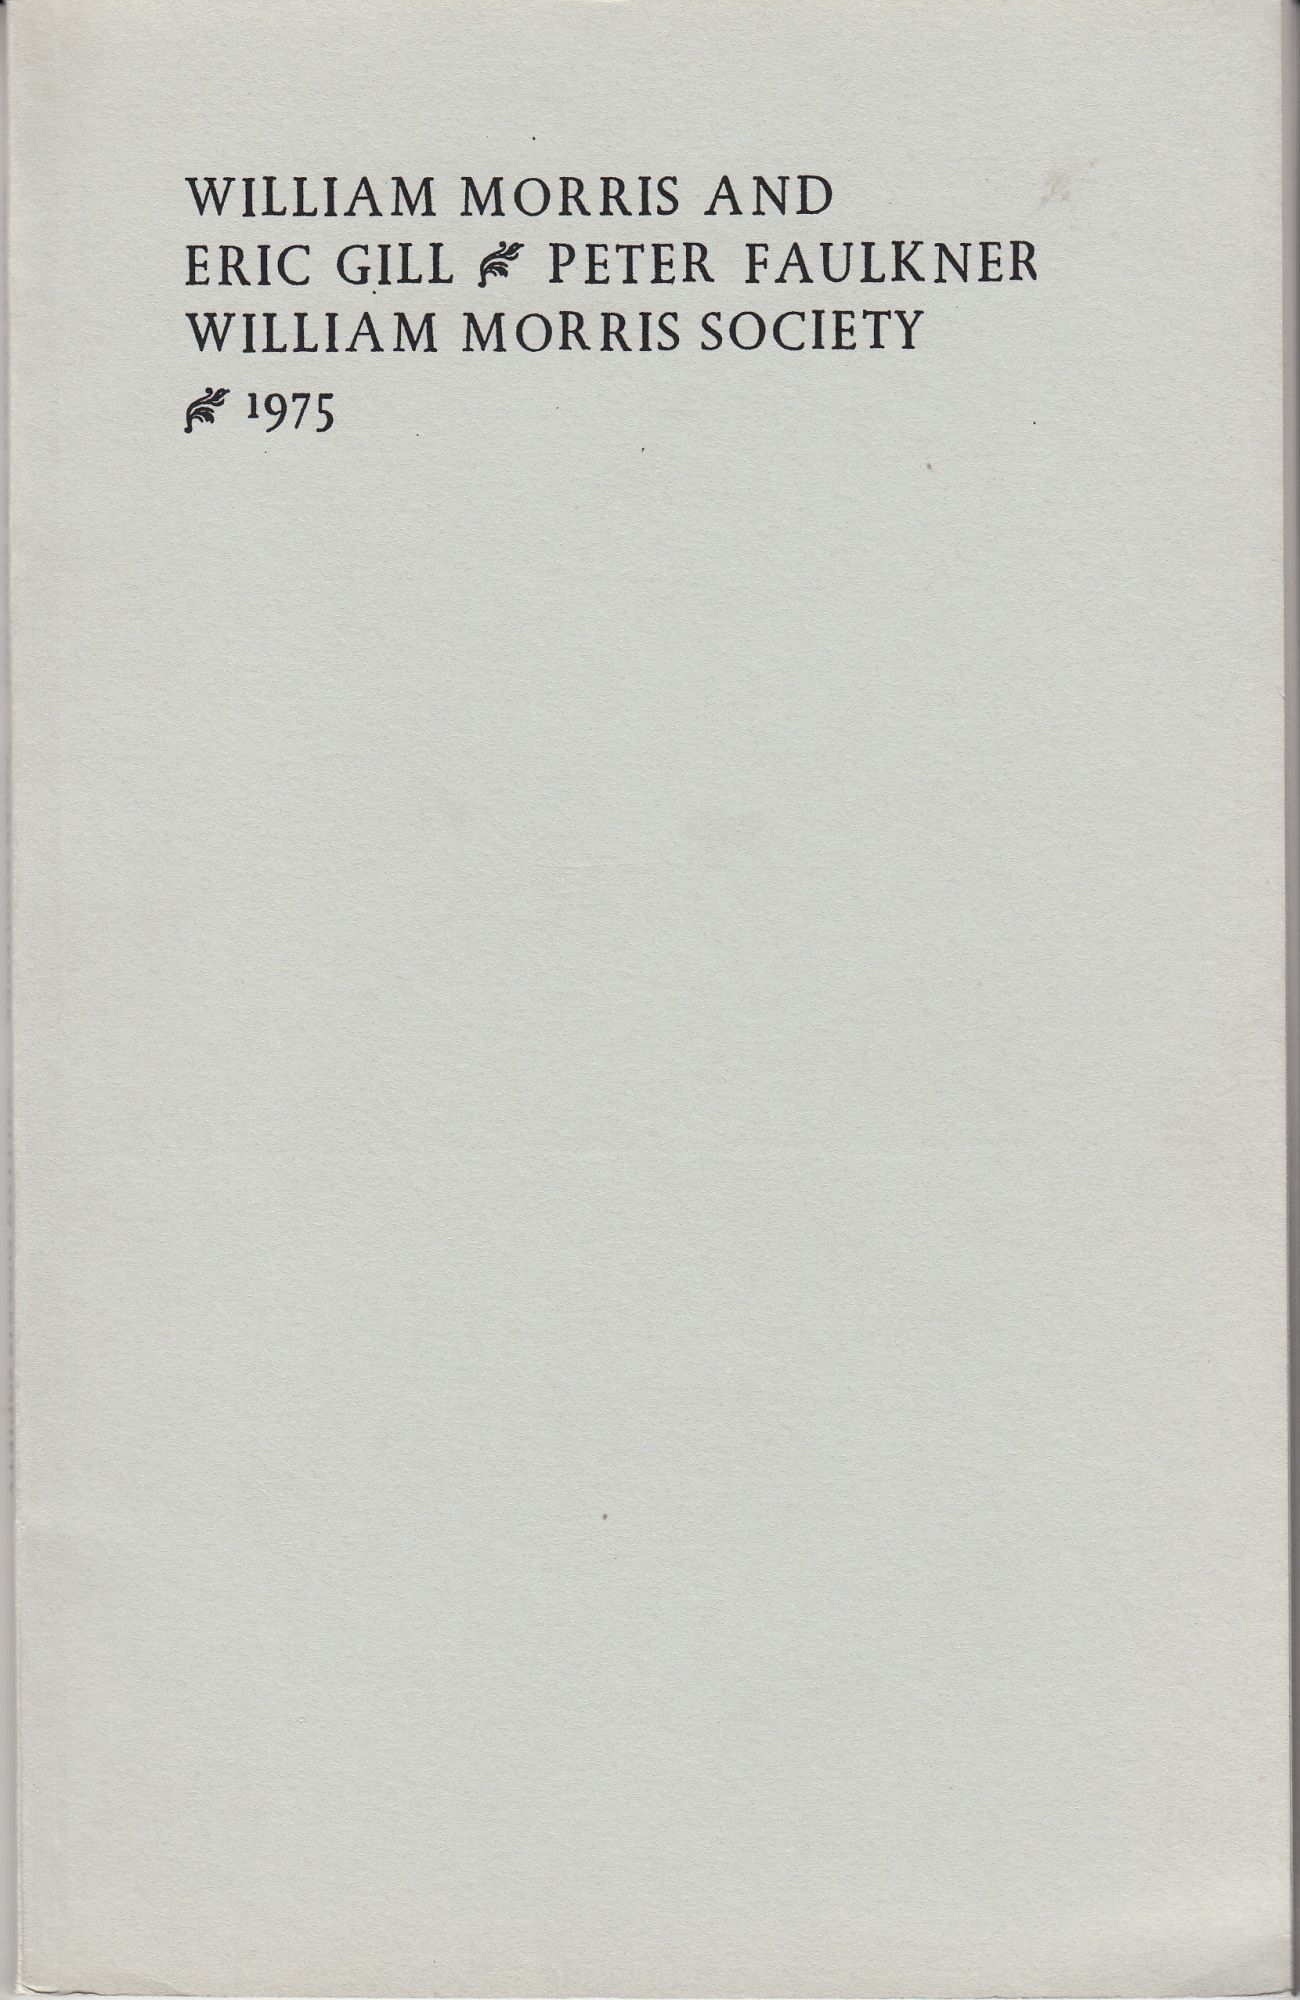 WILLIAM MORRIS AND
ERIC GILL PETER FAULKNER
WILLIAM MORRIS SOCIETY
1975